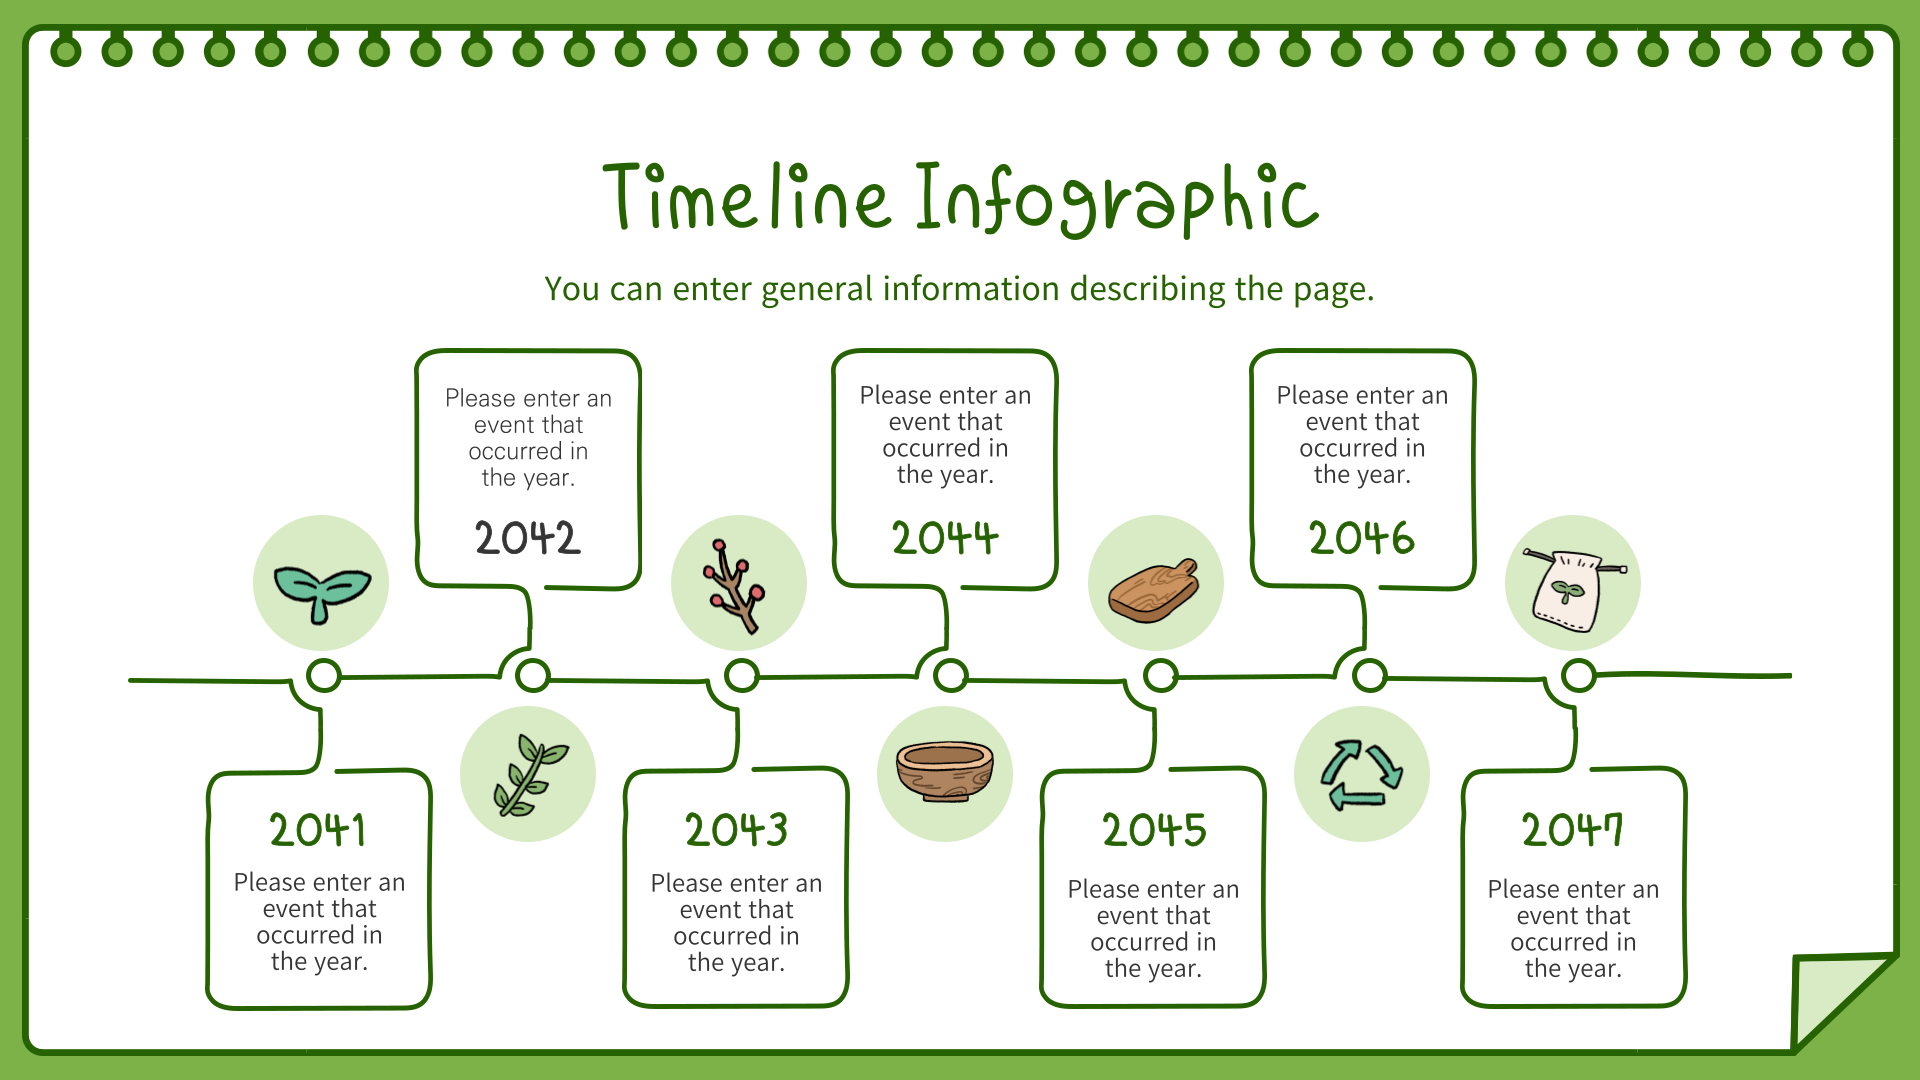 Timeline Infographic
You can enter general information describing the page.
Please enter an
event that
occurred in
the year.
2042
Please enter an
event that
occurred in
the year.
2044
Please enter an
event that
occurred in
the year.
2046
2041
Please enter an
event that
occurred in
the year.
2043
Please enter an
event that
occurred in
the year.
2045
Please enter an
event that
occurred in
the year.
2047
Please enter an
event that
occurred in
the year.